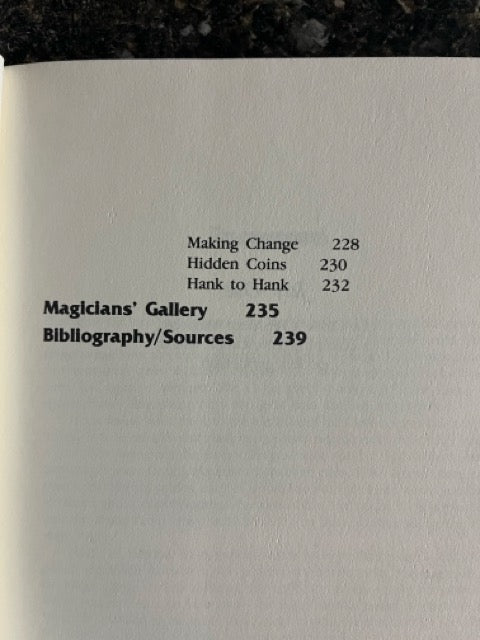 Making Change 228
Hidden Coins 230
Hank to Hank 232
Magicians' Gallery 235
Bibliography/Sources 239